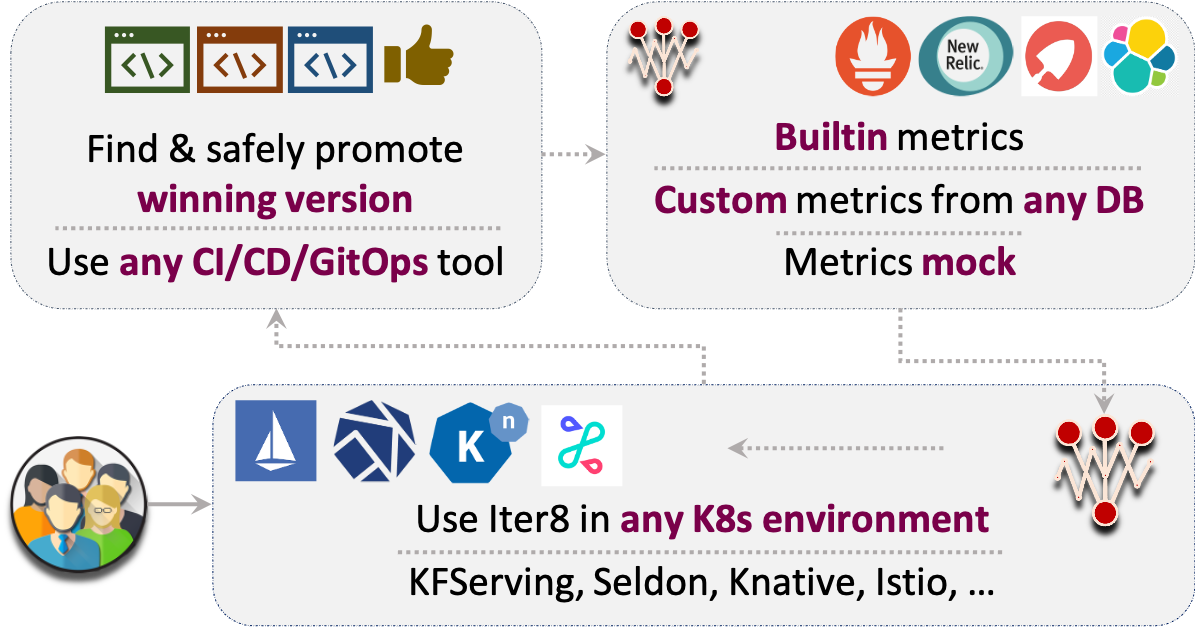 Find & safely promote
winning version
Use any CI/CD/GitOps tool
New
Relic.
Builtin metrics
Custom metrics from any DB
Metrics mock
K
n
Use Iter8 in any K8s environment
KFServing, Seldon, Knative, Istio, ...